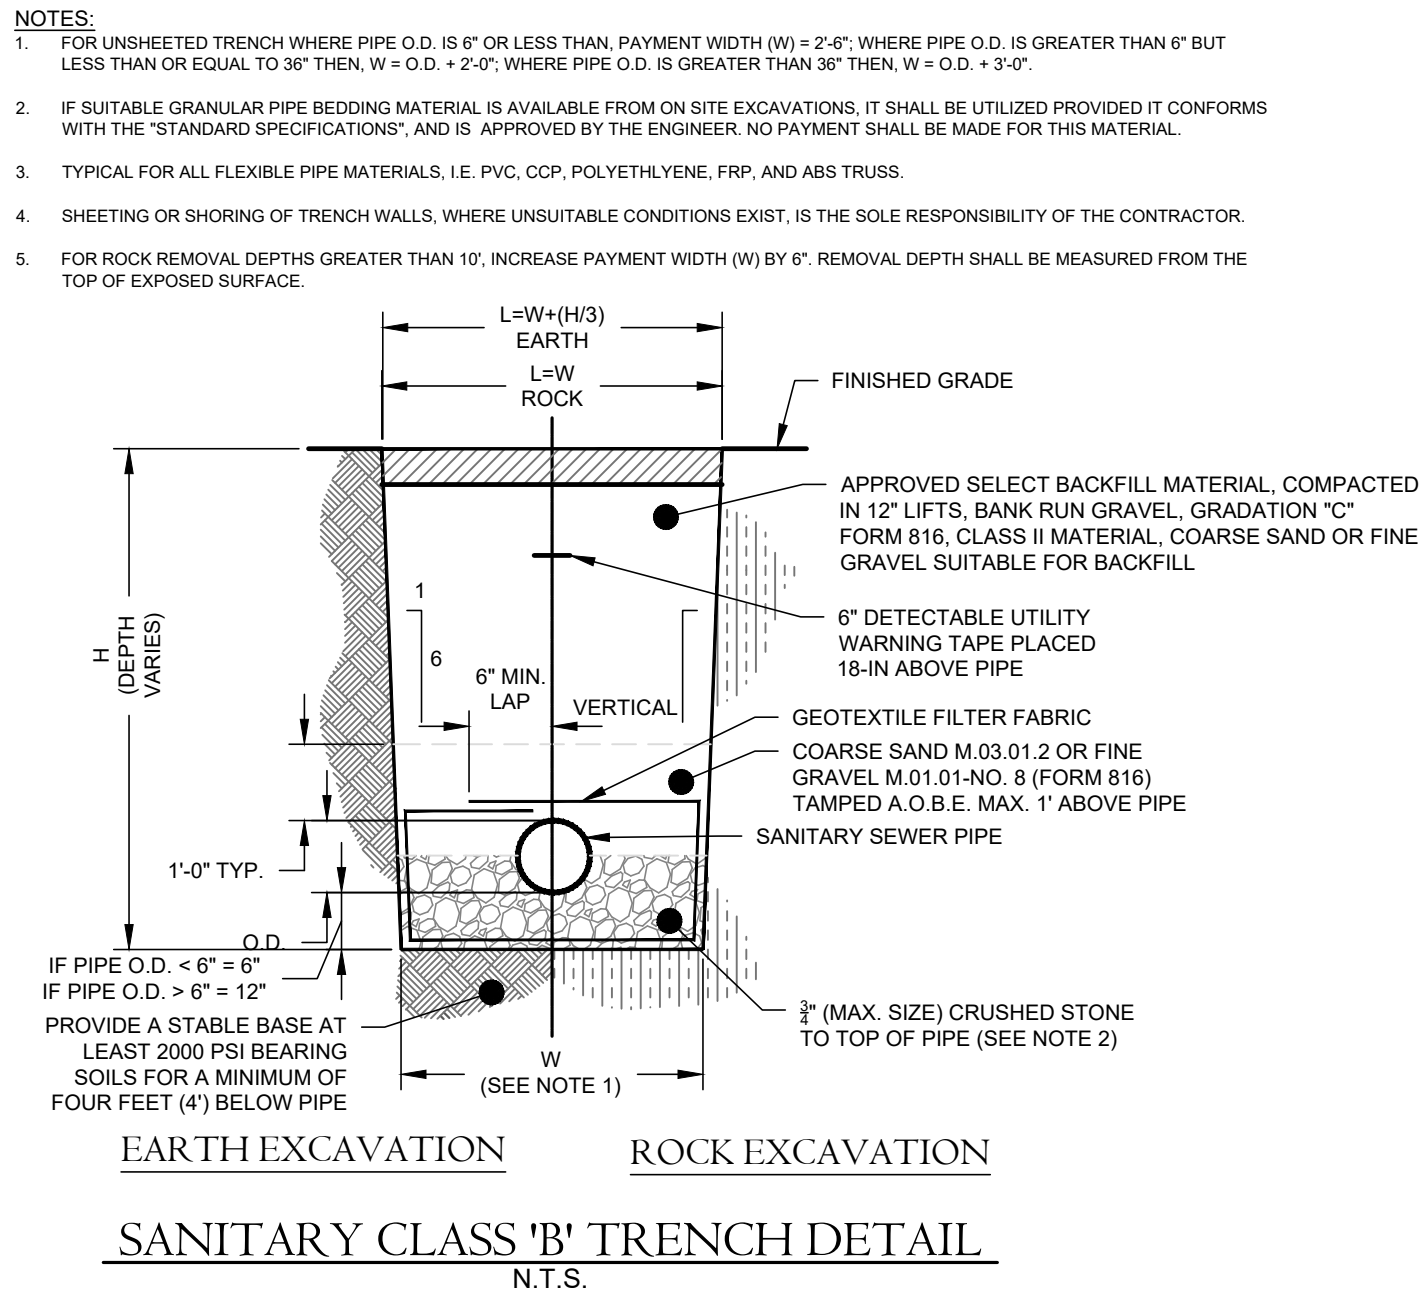 NOTES:
1. FOR UNSHEETED TRENCH WHERE PIPE O.D. IS 6" OR LESS THAN, PAYMENT WIDTH (W) = 2'-6"; WHERE PIPE O.D. IS GREATER THAN 6" BUT
LESS THAN OR EQUAL TO 36" THEN, W = O.D. + 2'-0"; WHERE PIPE O.D. IS GREATER THAN 36" THEN, W = O.D. + 3'-0".
2. IF SUITABLE GRANULAR PIPE BEDDING MATERIAL IS AVAILABLE FROM ON SITE EXCAVATIONS, IT SHALL BE UTILIZED PROVIDED IT CONFORMS
WITH THE "STANDARD SPECIFICATIONS", AND IS APPROVED BY THE ENGINEER. NO PAYMENT SHALL BE MADE FOR THIS MATERIAL.
3. TYPICAL FOR ALL FLEXIBLE PIPE MATERIALS, I.E. PVC, CCP, POLYETHLYENE, FRP, AND ABS TRUSS.
4. SHEETING OR SHORING OF TRENCH WALLS, WHERE UNSUITABLE CONDITIONS EXIST, IS THE SOLE RESPONSIBILITY OF THE CONTRACTOR.
5. FOR ROCK REMOVAL DEPTHS GREATER THAN 10', INCREASE PAYMENT WIDTH (W) BY 6". REMOVAL DEPTH SHALL BE MEASURED FROM THE
TOP OF EXPOSED SURFACE.
L=W+(H/3)
EARTH
L=W
ROCK
FINISHED GRADE
APPROVED SELECT BACKFILL MATERIAL, COMPACTED
IN 12" LIFTS, BANK RUN GRAVEL, GRADATION "C"
FORM 816, CLASS II MATERIAL, COARSE SAND OR FINE
GRAVEL SUITABLE FOR BACKFILL
1
6
H
(DEPTH
VARIES)
6" DETECTABLE UTILITY
WARNING TAPE PLACED
18-IN ABOVE PIPE
6" MIN.
LAP
VERTICAL
GEOTEXTILE FILTER FABRIC
COARSE SAND M.03.01.2 OR FINE
GRAVEL M.01.01-NO. 8 (FORM 816)
TAMPED A.O.B.E. MAX. 1' ABOVE PIPE
SANITARY SEWER PIPE
1'-0" TYP.
O.D.
IF PIPE O.D. < 6" = 6"
IF PIPE O.D. > 6" = 12"
PROVIDE A STABLE BASE AT
LEAST 2000 PSI BEARING
SOILS FOR A MINIMUM OF
FOUR FEET (4') BELOW PIPE
3/4" (MAX. SIZE) CRUSHED STONE
TO TOP OF PIPE (SEE NOTE 2)
W
(SEE NOTE 1)
EARTH EXCAVATION
ROCK EXCAVATION
SANITARY CLASS 'B' TRENCH DETAIL
N.T.S.